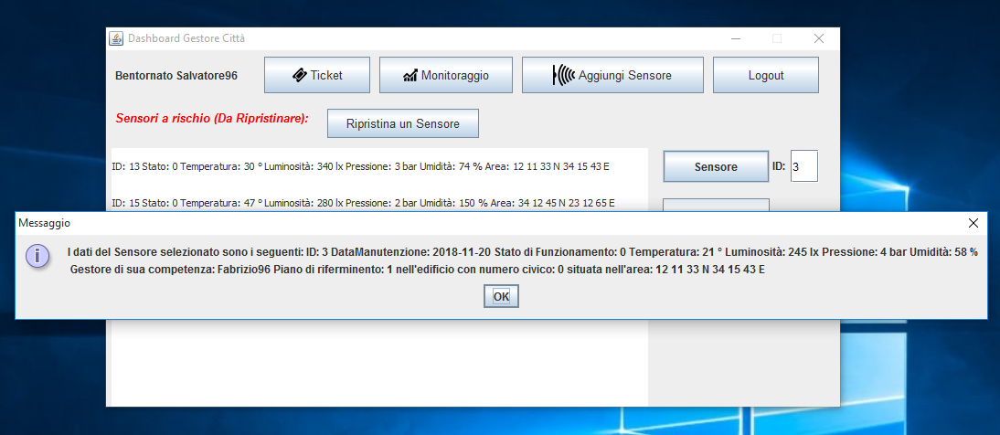 Dashboard Gestore Città
Bentornato Salvatore96
Ticket
Monitoraggio
Aggiungi Sensore
Logout
Sensori a rischio (Da Ripristinare):
Ripristina un Sensore
ID: 13 Stato: 0 Temperatura: 30 ° Luminosità: 340 lx Pressione: 3 bar Umidità: 74 % Area: 12 11 33 N 34 15 43 E
Sensore
ID:
3
ID: 15 Stato: 0 Temperatura: 47 ° Luminosità: 280 lx Pressione: 2 bar Umidità: 150 % Area: 34 12 45 N 23 12 65 E
Messaggio
I dati del Sensore selezionato sono i seguenti: ID: 3 DataManutenzione: 2018-11-20 Stato di Funzionamento: 0 Temperatura: 21 ° Luminosità: 245 lx Pressione: 4 bar Umidità: 58 %
Gestore di sua competenza: Fabrizio96 Piano di riferminento: 1 nell'edificio con numero civico: 0 situata nell'area: 12 11 33 N 34 15 43 E
OK